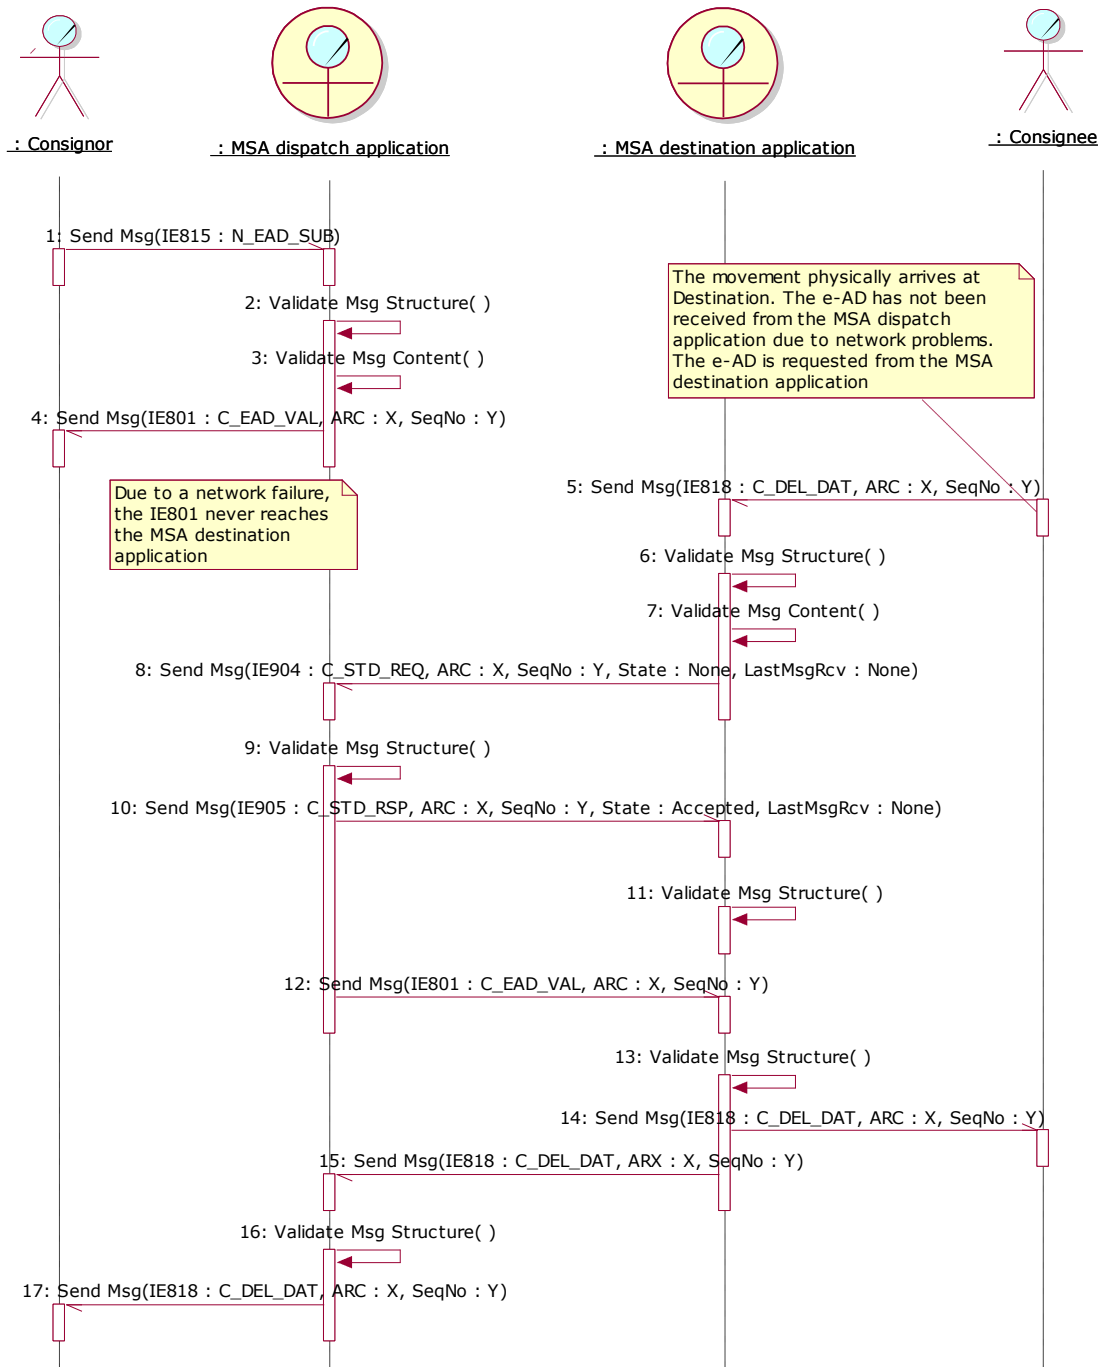 : Consignor
: MSA dispatch application
: MSA destination application
: Consignee
1: Send Msg(IE815 : N_EAD_SUB)
The movement physically arrives at
Destination. The e-AD has not been
received from the MSA dispatch
application due to network problems.
The e-AD is requested from the MSA
destination application
2: Validate Msg Structure( )
3: Validate Msg Content( )
4: Send Msg(IE801 : C_EAD_VAL, ARC : X, SeqNo : Y)
Due to a network failure,
the IE801 never reaches
the MSA destination
application
5: Send Msg(IE818 : C_DEL_DAT, ARC : X, SeqNo : Y)
6: Validate Msg Structure( )
7: Validate Msg Content( )
8: Send Msg(IE904 : C_STD_REQ, ARC : X, SeqNo : Y, State : None, LastMsgRcv : None)
9: Validate Msg Structure( )
10: Send Msg(IE905 : C_STD_RSP, ARC : X, SeqNo : Y, State : Accepted, LastMsgRcv : None)
11: Validate Msg Structure( )
12: Send Msg(IE801 : C_EAD_VAL, ARC : X, SeqNo : Y)
13: Validate Msg Structure( )
14: Send Msg(IE818 : C_DEL_DAT, ARC : X, SeqNo : Y)
15: Send Msg(IE818 : C_DEL_DAT, ARX : X, SeqNo : Y)
16: Validate Msg Structure( )
17: Send Msg(IE818 : C_DEL_DAT, ARC : X, SeqNo : Y)